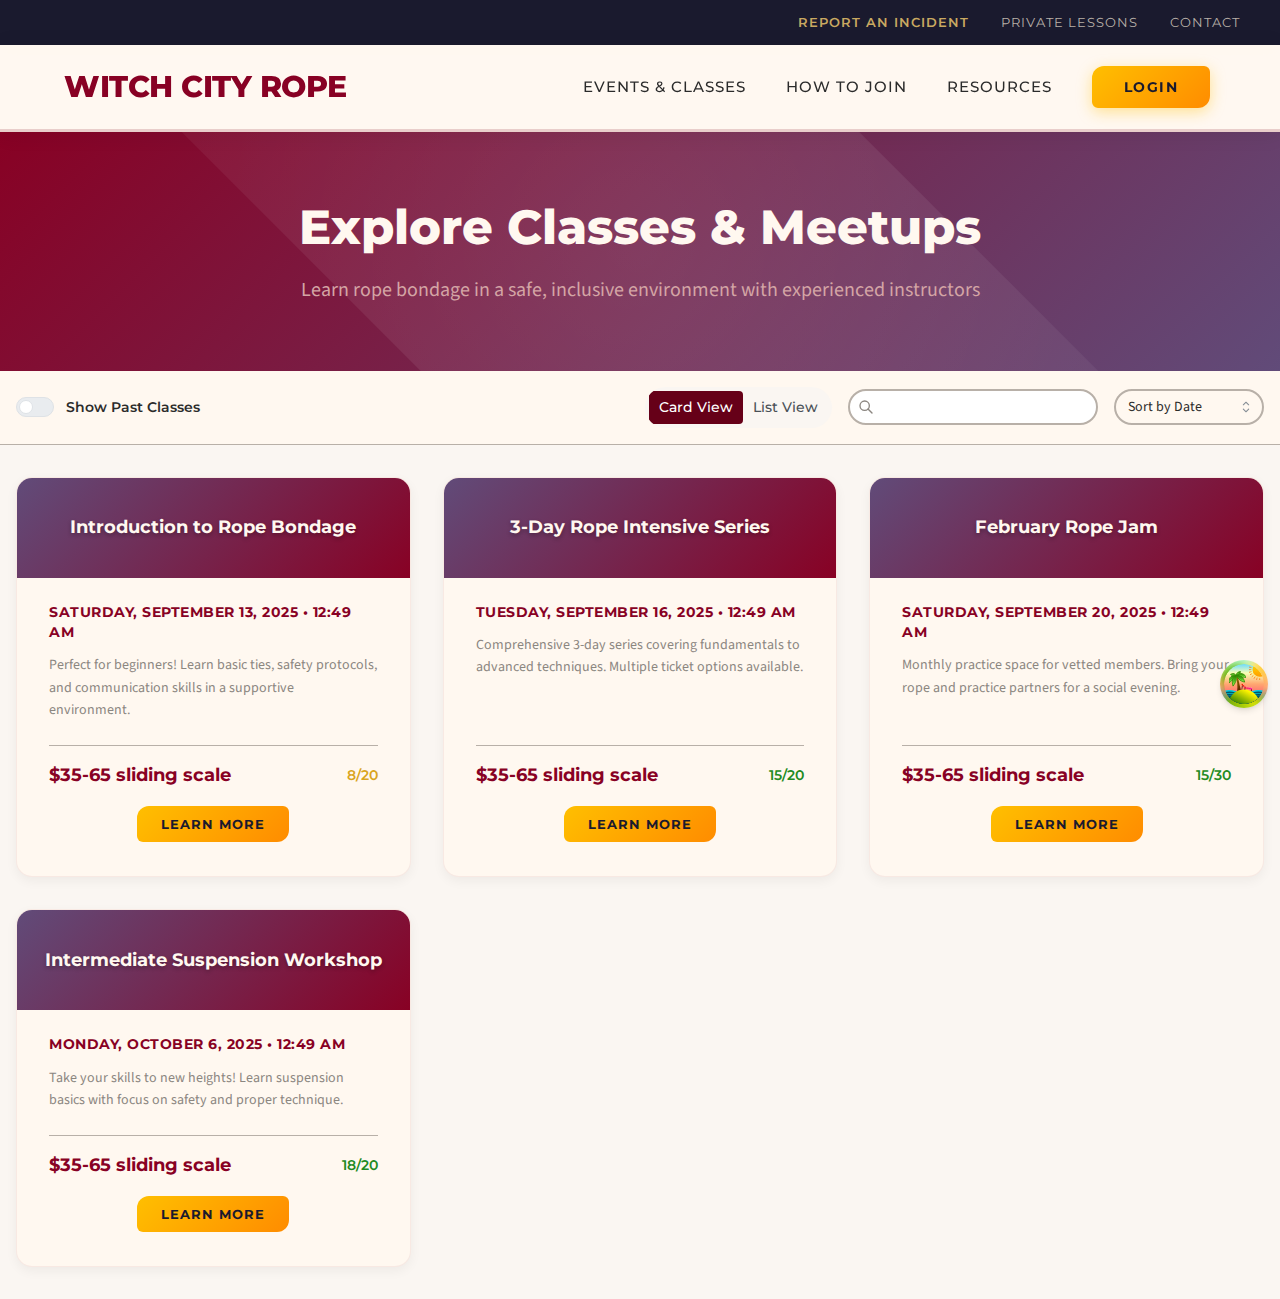 REPORT AN INCIDENT PRIVATE LESSONS CONTACT
WITCH CITY ROPE EVENTS & CLASSES HOW TO JOIN RESOURCES LOGIN
Explore Classes & Meetups
Learn rope bondage in a safe, inclusive environment with experienced instructors
Show Past Classes Card View List View Sort by Date
Introduction to Rope Bondage
SATURDAY, SEPTEMBER 13, 2025 • 12:49
AM
Perfect for beginners! Learn basic ties, safety protocols,
and communication skills in a supportive
environment.
$35-65 sliding scale 8/20
LEARN MORE
3-Day Rope Intensive Series
TUESDAY, SEPTEMBER 16, 2025 • 12:49 AM
Comprehensive 3-day series covering fundamentals to
advanced techniques. Multiple ticket options available.
$35-65 sliding scale 15/20
LEARN MORE
February Rope Jam
SATURDAY, SEPTEMBER 20, 2025 • 12:49
AM
Monthly practice space for vetted members. Bring your
rope and practice partners for a social evening.
$35-65 sliding scale 15/30
LEARN MORE
Intermediate Suspension Workshop
MONDAY, OCTOBER 6, 2025 • 12:49 AM
Take your skills to new heights! Learn suspension
basics with focus on safety and proper technique.
$35-65 sliding scale 18/20
LEARN MORE